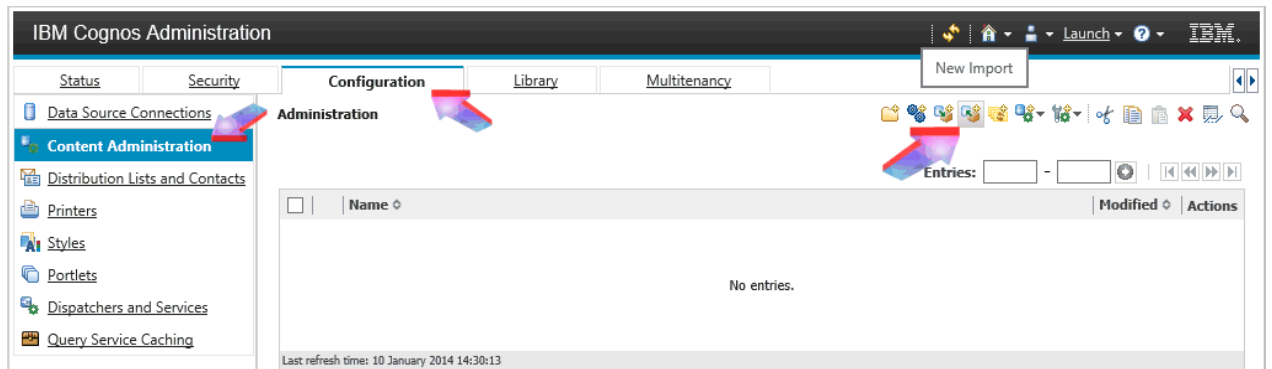 IBM Cognos Administration
Launch
IBM.
New Import
Status Security Configuration Library Multitenancy
Data Source Connections
Administration
Content Administration
Distribution Lists and Contacts
Entries: -
Printers
Name Modified Actions
Styles
Portlets
No entries.
Dispatchers and Services
Query Service Caching
Last refresh time: 10 January 2014 14:30:13